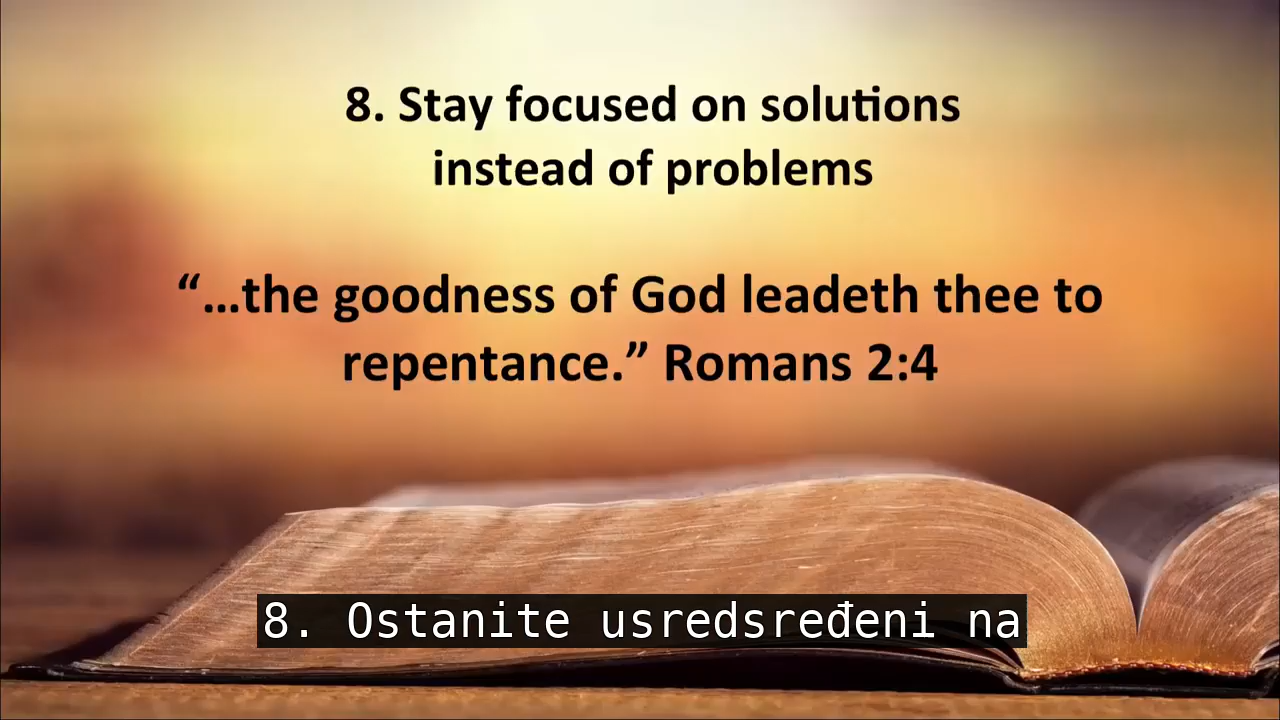 8. Stay focused on solutions
instead of problems
“…the goodness of God leadeth thee to
repentance.” Romans 2:4
8. Ostanite usredsređeni na